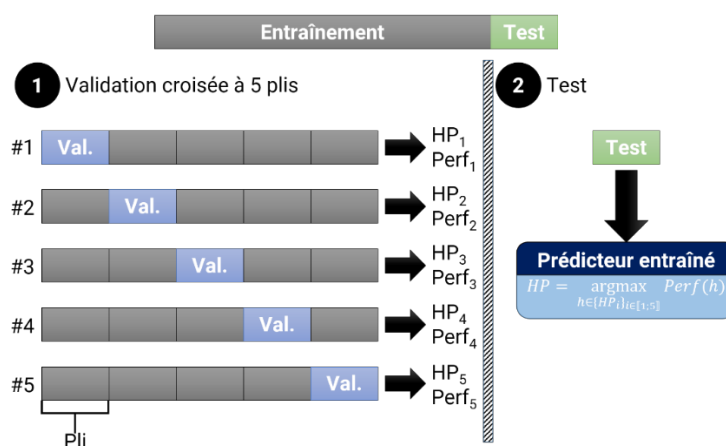 Entraînement
Test
1 Validation croisée à 5 plis
2 Test
#1 Val. HP₁
Perf₁
#2 Val. HP₂
Perf₂
#3 Val. HP₃
Perf₃
#4 Val. HP₄
Perf₄
#5 Val. HP₅
Perf₅
Pli
Test
Prédicteur entraîné
HP = argmax Perf(h)
h∈{HPᵢ}i∈⟦1;5⟧